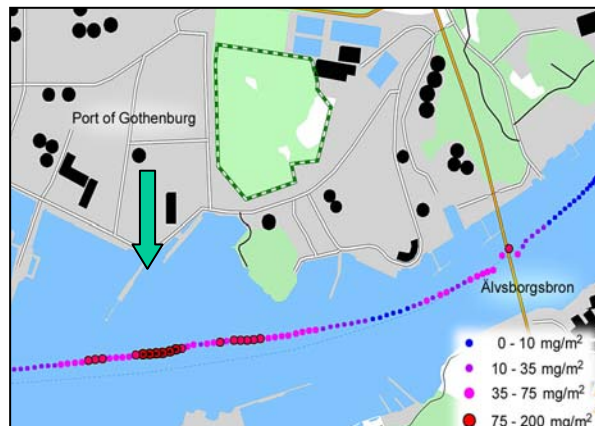 Port of Gothenburg
Älvsborgsbron
0 - 10 mg/m²
10 - 35 mg/m²
35 - 75 mg/m²
75 - 200 mg/m²